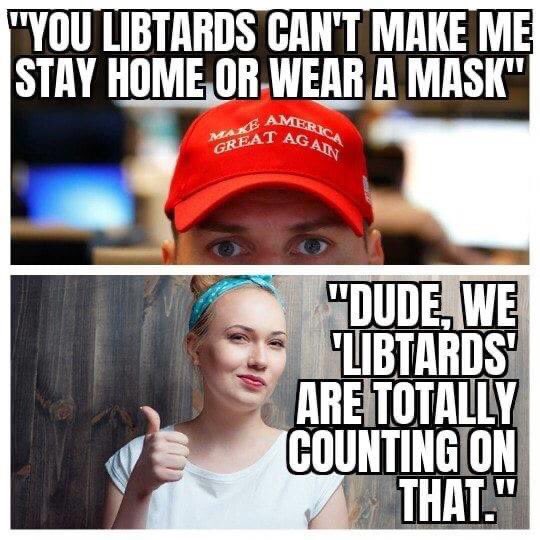 "YOU LIBTARDS CAN'T MAKE ME
STAY HOME OR WEAR A MASK"
MAKE AMERICA
GREAT AGAIN
"DUDE, WE
'LIBTARDS'
ARE TOTALLY
COUNTING ON
THAT."